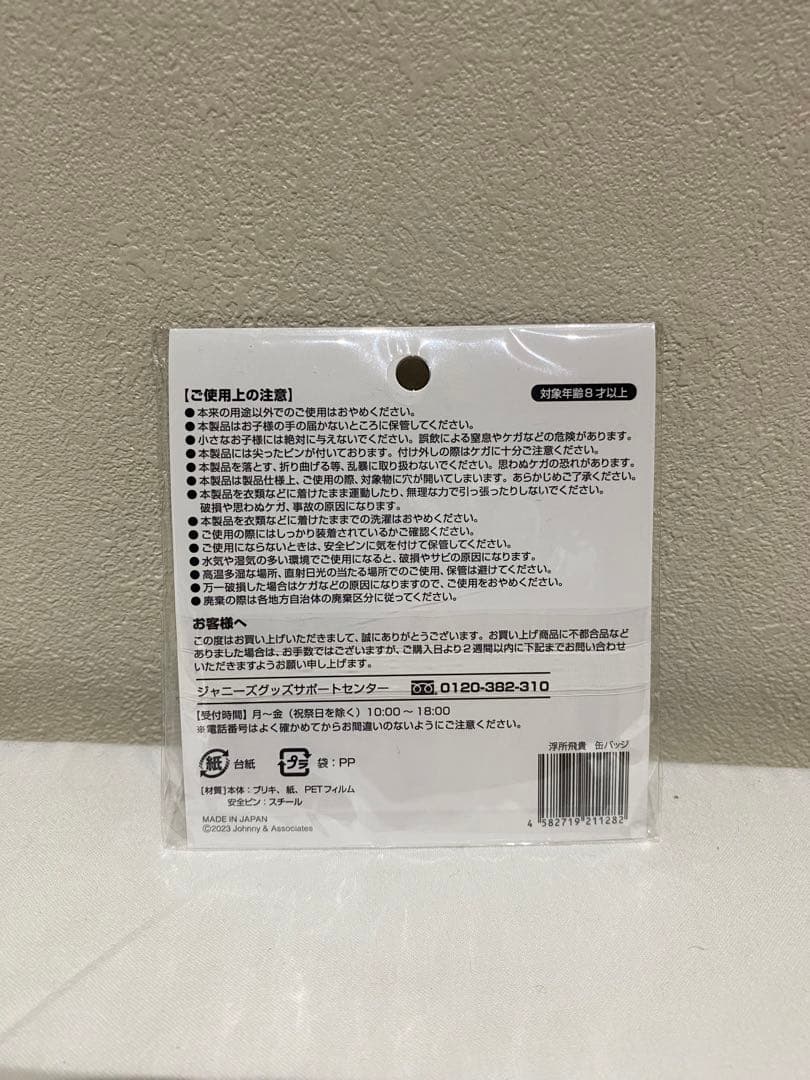 【ご使用上の注意】
対象年齢8才以上
●本来の用途以外でのご使用はおやめください。
●本製品はお子様の手の届かないところに保管してください。
●小さなお子様には絶対に与えないでください。誤飲による窒息やケガなどの危険があります。
●本製品には尖ったピンが付いております。付け外しの際はケガに十分ご注意ください。
●本製品を落とす、折り曲げる等、乱暴に取り扱わないでください。思わぬケガの恐れがあります。
●本製品は製品仕様上、ご使用の際、対象物に穴が開いてしまいます。あらかじめご了承ください。
●本製品を衣類などに着けたまま運動したり、無理な力で引っ張ったりしないでください。
破損や思わぬケガ、事故の原因になります。
●本製品を衣類などに着けたままでの洗濯はおやめください。
●ご使用の際にはしっかり装着されているかご確認ください。
●ご使用にならないときは、安全ピンに気を付けて保管してください。
●水気や湿気の多い環境でご使用になると、破損やサビの原因になります。
●高温多湿な場所、直射日光の当たる場所でのご使用、保管は避けてください。
●万一破損した場合はケガなどの原因になりますので、ご使用をおやめください。
●廃棄の際は各地方自治体の廃棄区分に従ってください。
お客様へ
この度はお買い上げいただきまして、誠にありがとうございます。お買い上げ商品に不都合品など
ありました場合は、お手数ではございますが、ご購入日より2週間以内に下記までお問い合わせ
いただきますようお願い申し上げます。
ジャニーズグッズサポートセンター 0120-382-310
【受付時間】月〜金（祝祭日を除く）10:00〜18:00
※電話番号はよく確かめてからお間違いのないようにご注意ください。
紙 台紙 プラ 袋：PP
浮所飛貴 缶バッジ
[材質]本体：ブリキ、紙、PETフィルム
安全ピン：スチール
MADE IN JAPAN
©2023 Johnny & Associates
4 582719 211282